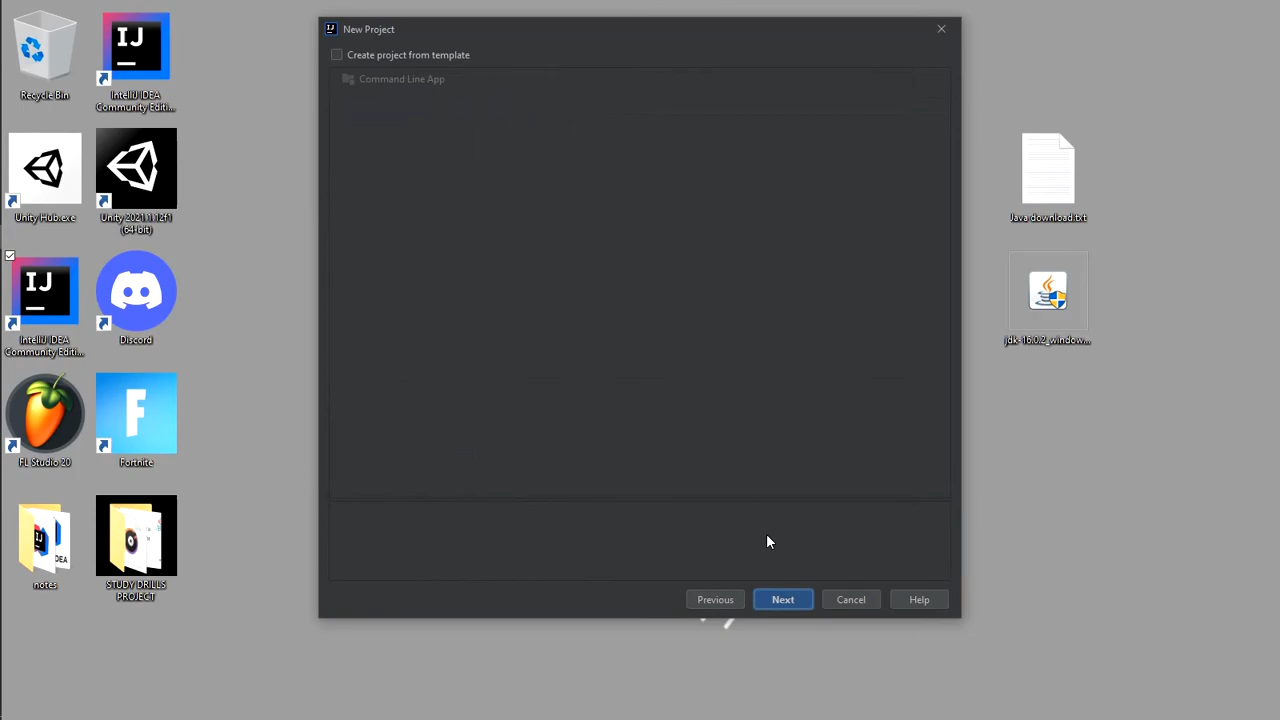 New Project
Create project from template
Command Line App
Previous
Next
Cancel
Help
Recycle Bin
IntelliJ IDEA
Community Editi...
Unity Hub.exe
Unity 2021.1.12f1
(64-bit)
IntelliJ IDEA
Community Editi...
Discord
FL Studio 20
Fortnite
notes
STUDY DRILLS
PROJECT
Java download.txt
jdk-16.0.2_window...
IJ
IJ
IJ
F